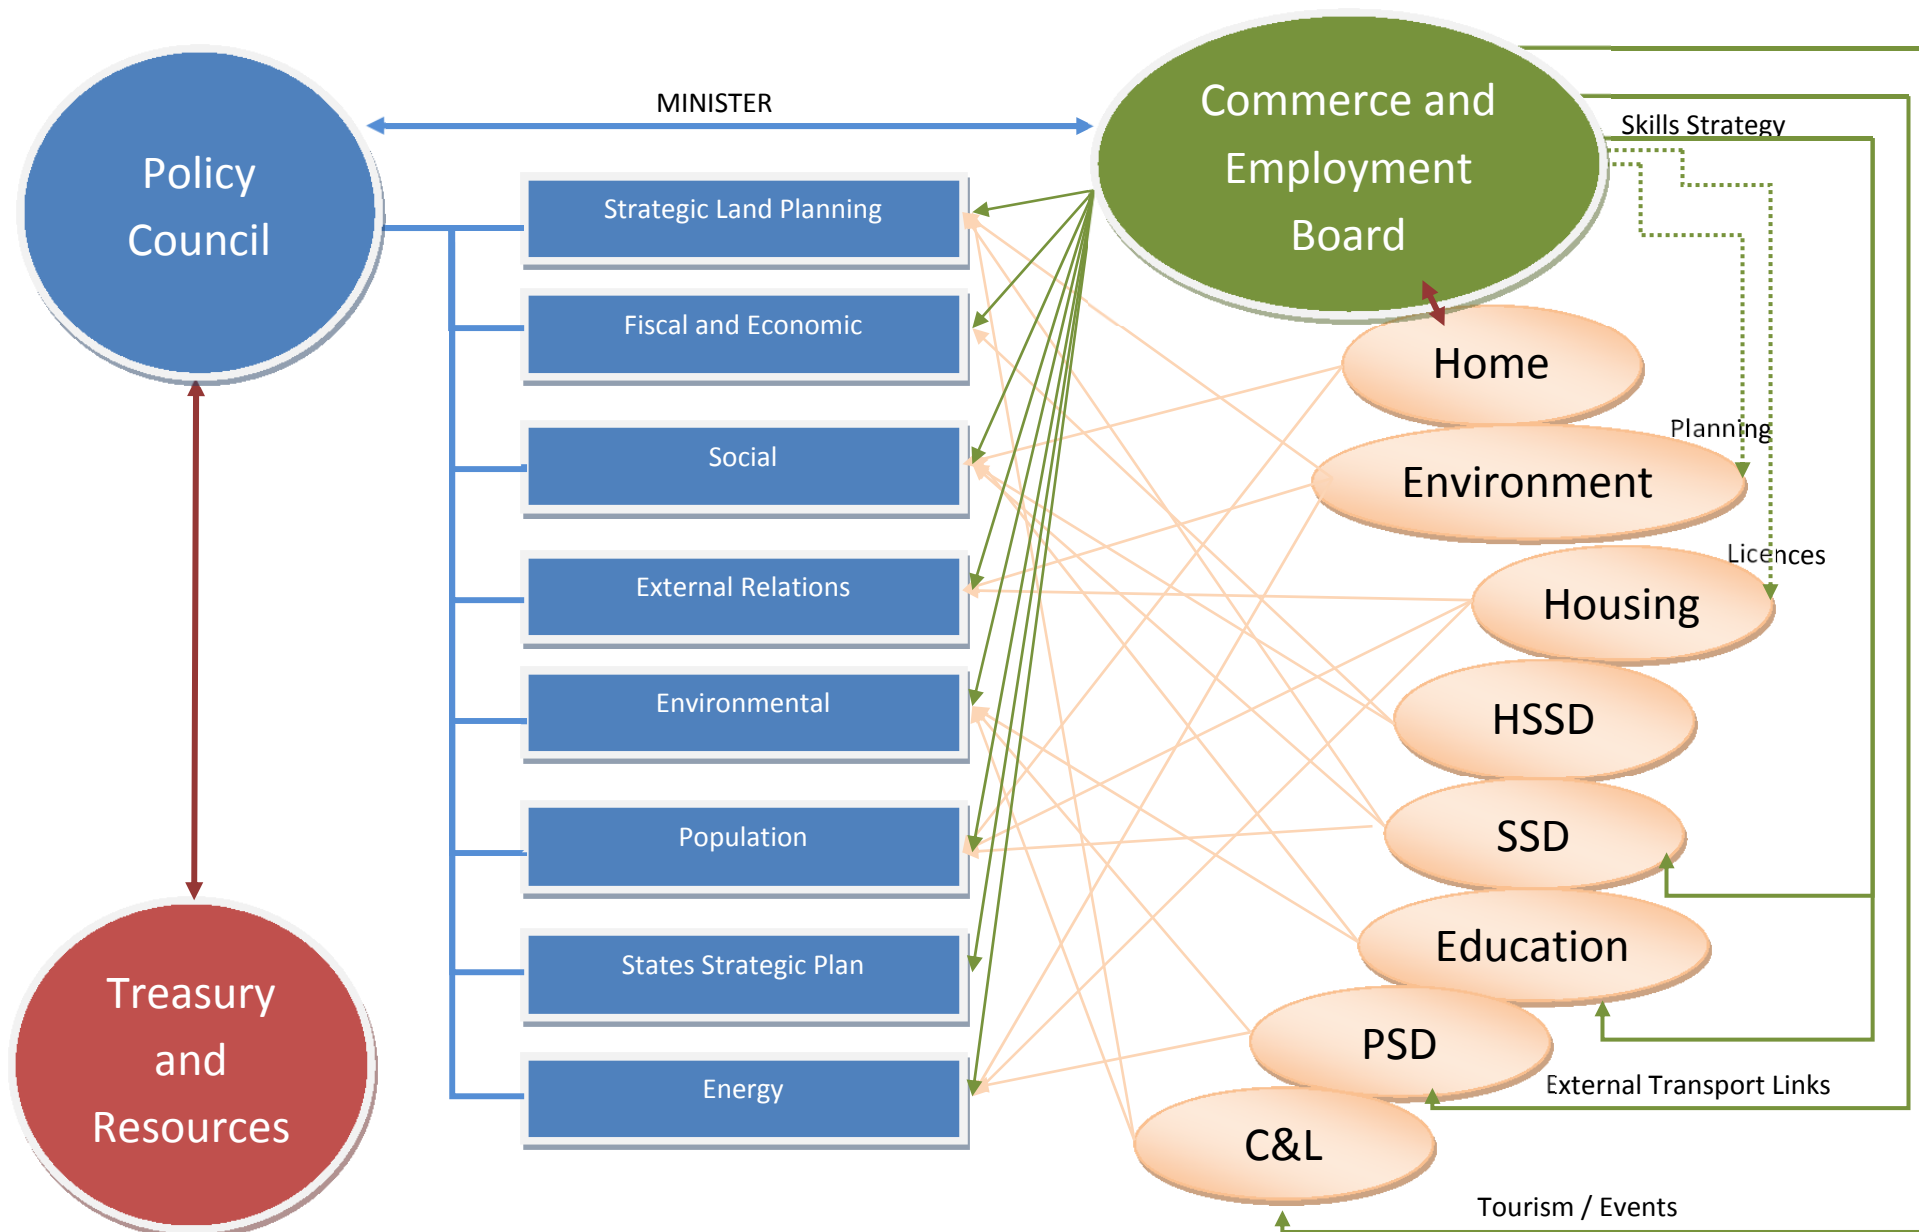 MINISTER
Commerce and
Employment
Board
Skills Strategy
Policy
Council
Strategic Land Planning
Fiscal and Economic
Social
External Relations
Environmental
Population
States Strategic Plan
Energy
Home
Planning
Environment
Licences
Housing
HSSD
SSD
Education
PSD
External Transport Links
C&L
Tourism / Events
Treasury
and
Resources